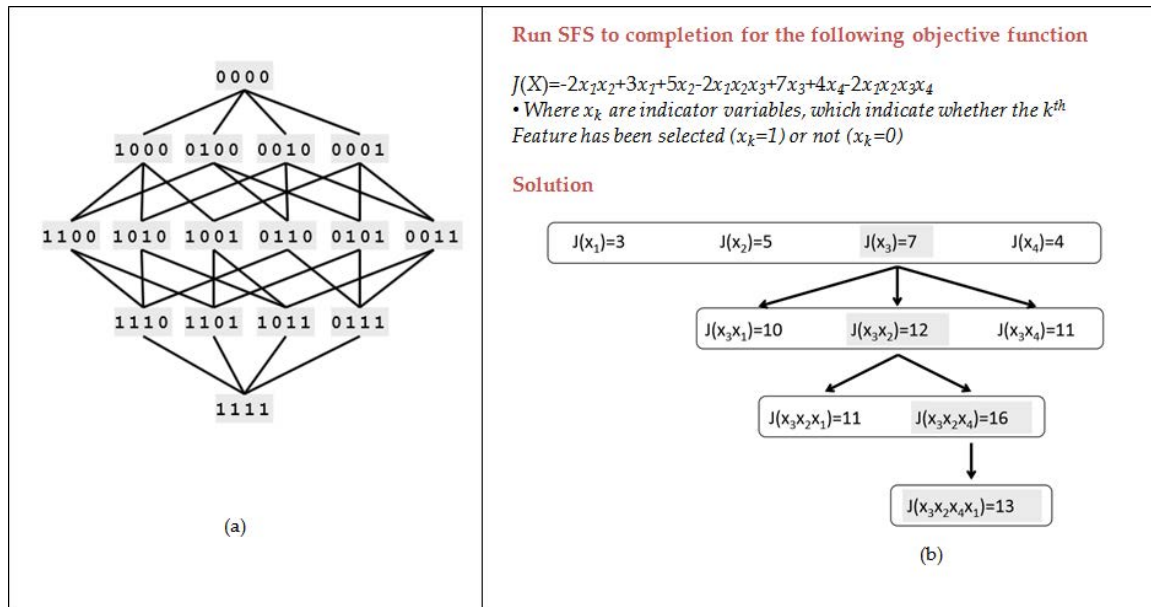 0000
1000 0100 0010 0001
1100 1010 1001 0110 0101 0011
1110 1101 1011 0111
1111
(a)
Run SFS to completion for the following objective function
J(X)=-2x₁x₂+3x₁+5x₂-2x₁x₂x₃+7x₃+4x₄-2x₁x₂x₃x₄
• Where xₖ are indicator variables, which indicate whether the kᵗʰ
Feature has been selected (xₖ=1) or not (xₖ=0)
Solution
J(x₁)=3 J(x₂)=5 J(x₃)=7 J(x₄)=4
J(x₃x₁)=10 J(x₃x₂)=12 J(x₃x₄)=11
J(x₃x₂x₁)=11 J(x₃x₂x₄)=16
J(x₃x₂x₄x₁)=13
(b)